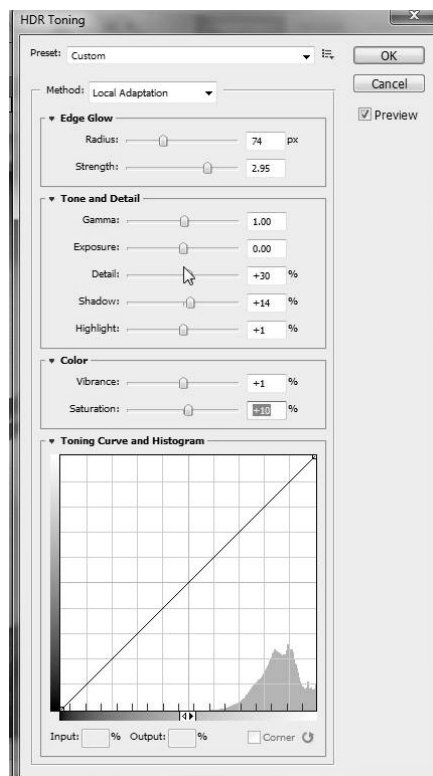 HDR Toning
Preset: Custom
OK
Cancel
Preview
Method: Local Adaptation
Edge Glow
Radius: 74 px
Strength: 2.95
Tone and Detail
Gamma: 1.00
Exposure: 0.00
Detail: +30 %
Shadow: +14 %
Highlight: +1 %
Color
Vibrance: +1 %
Saturation: +10 %
Toning Curve and Histogram
Input: % Output: % Corner